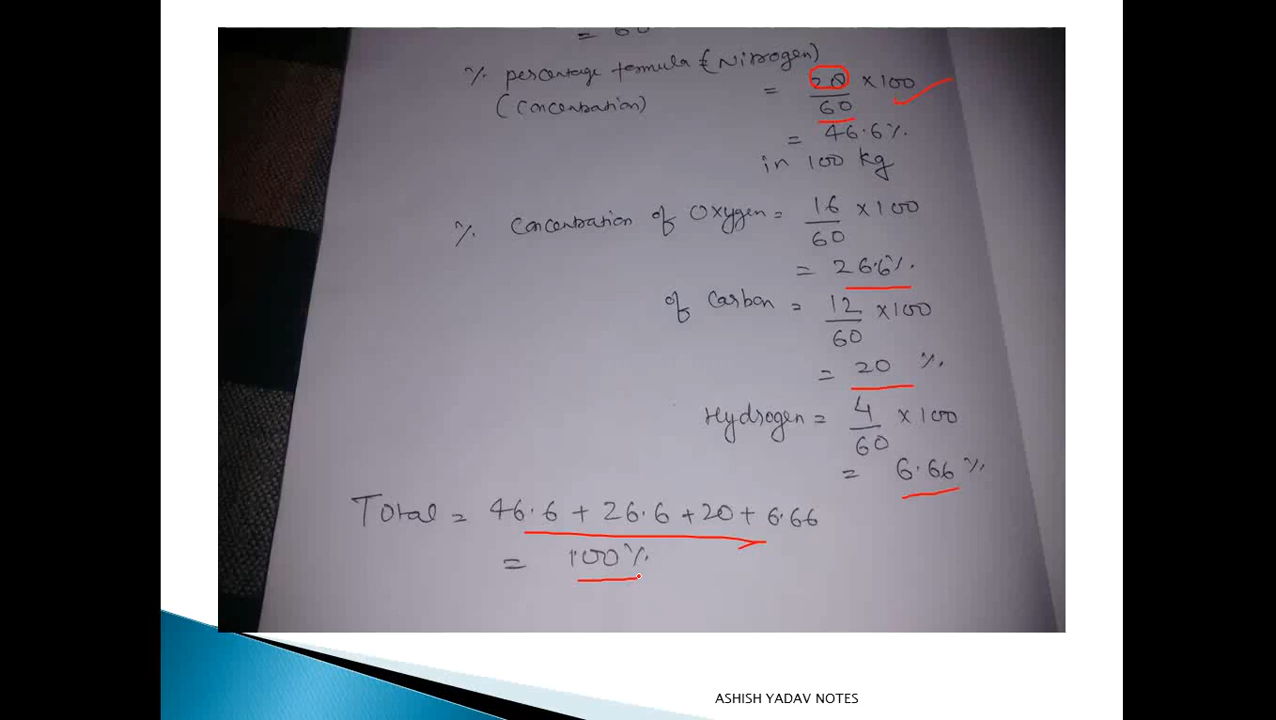 = 60
% percentage formula (Nitrogen)
(Concentration)
= 28/60 × 100
= 46.6%
in 100 kg
% Concentration of Oxygen = 16/60 × 100
= 26.6%
of Carbon = 12/60 × 100
= 20 %
Hydrogen = 4/60 × 100
= 6.66 %
Total = 46.6 + 26.6 + 20 + 6.66
= 100%
ASHISH YADAV NOTES